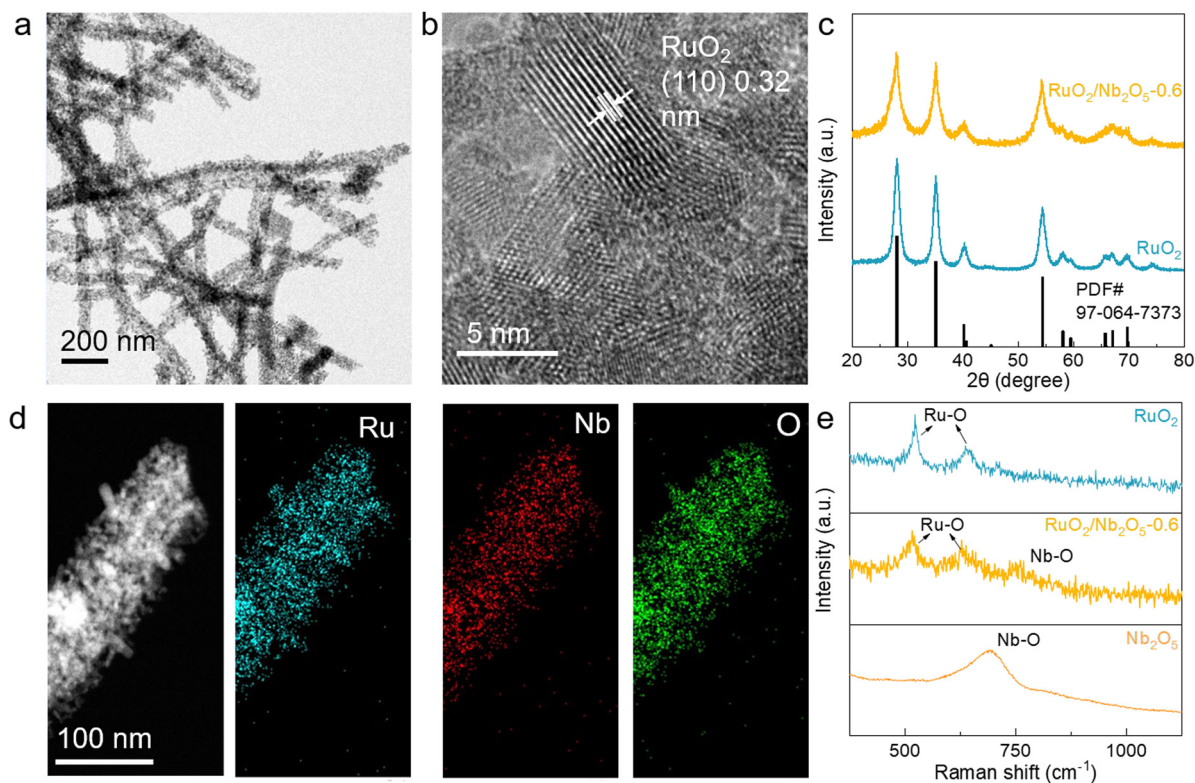 a
200 nm
b
RuO₂
(110) 0.32
nm
5 nm
c
Intensity (a.u.)
RuO₂/Nb₂O₅-0.6
RuO₂
PDF#
97-064-7373
20 30 40 50 60 70 80
2θ (degree)
d
100 nm
Ru
Nb
O
e
Intensity (a.u.)
Ru-O
RuO₂
RuO₂/Nb₂O₅-0.6
Ru-O
Nb-O
Nb-O
Nb₂O₅
500 750 1000
Raman shift (cm⁻¹)